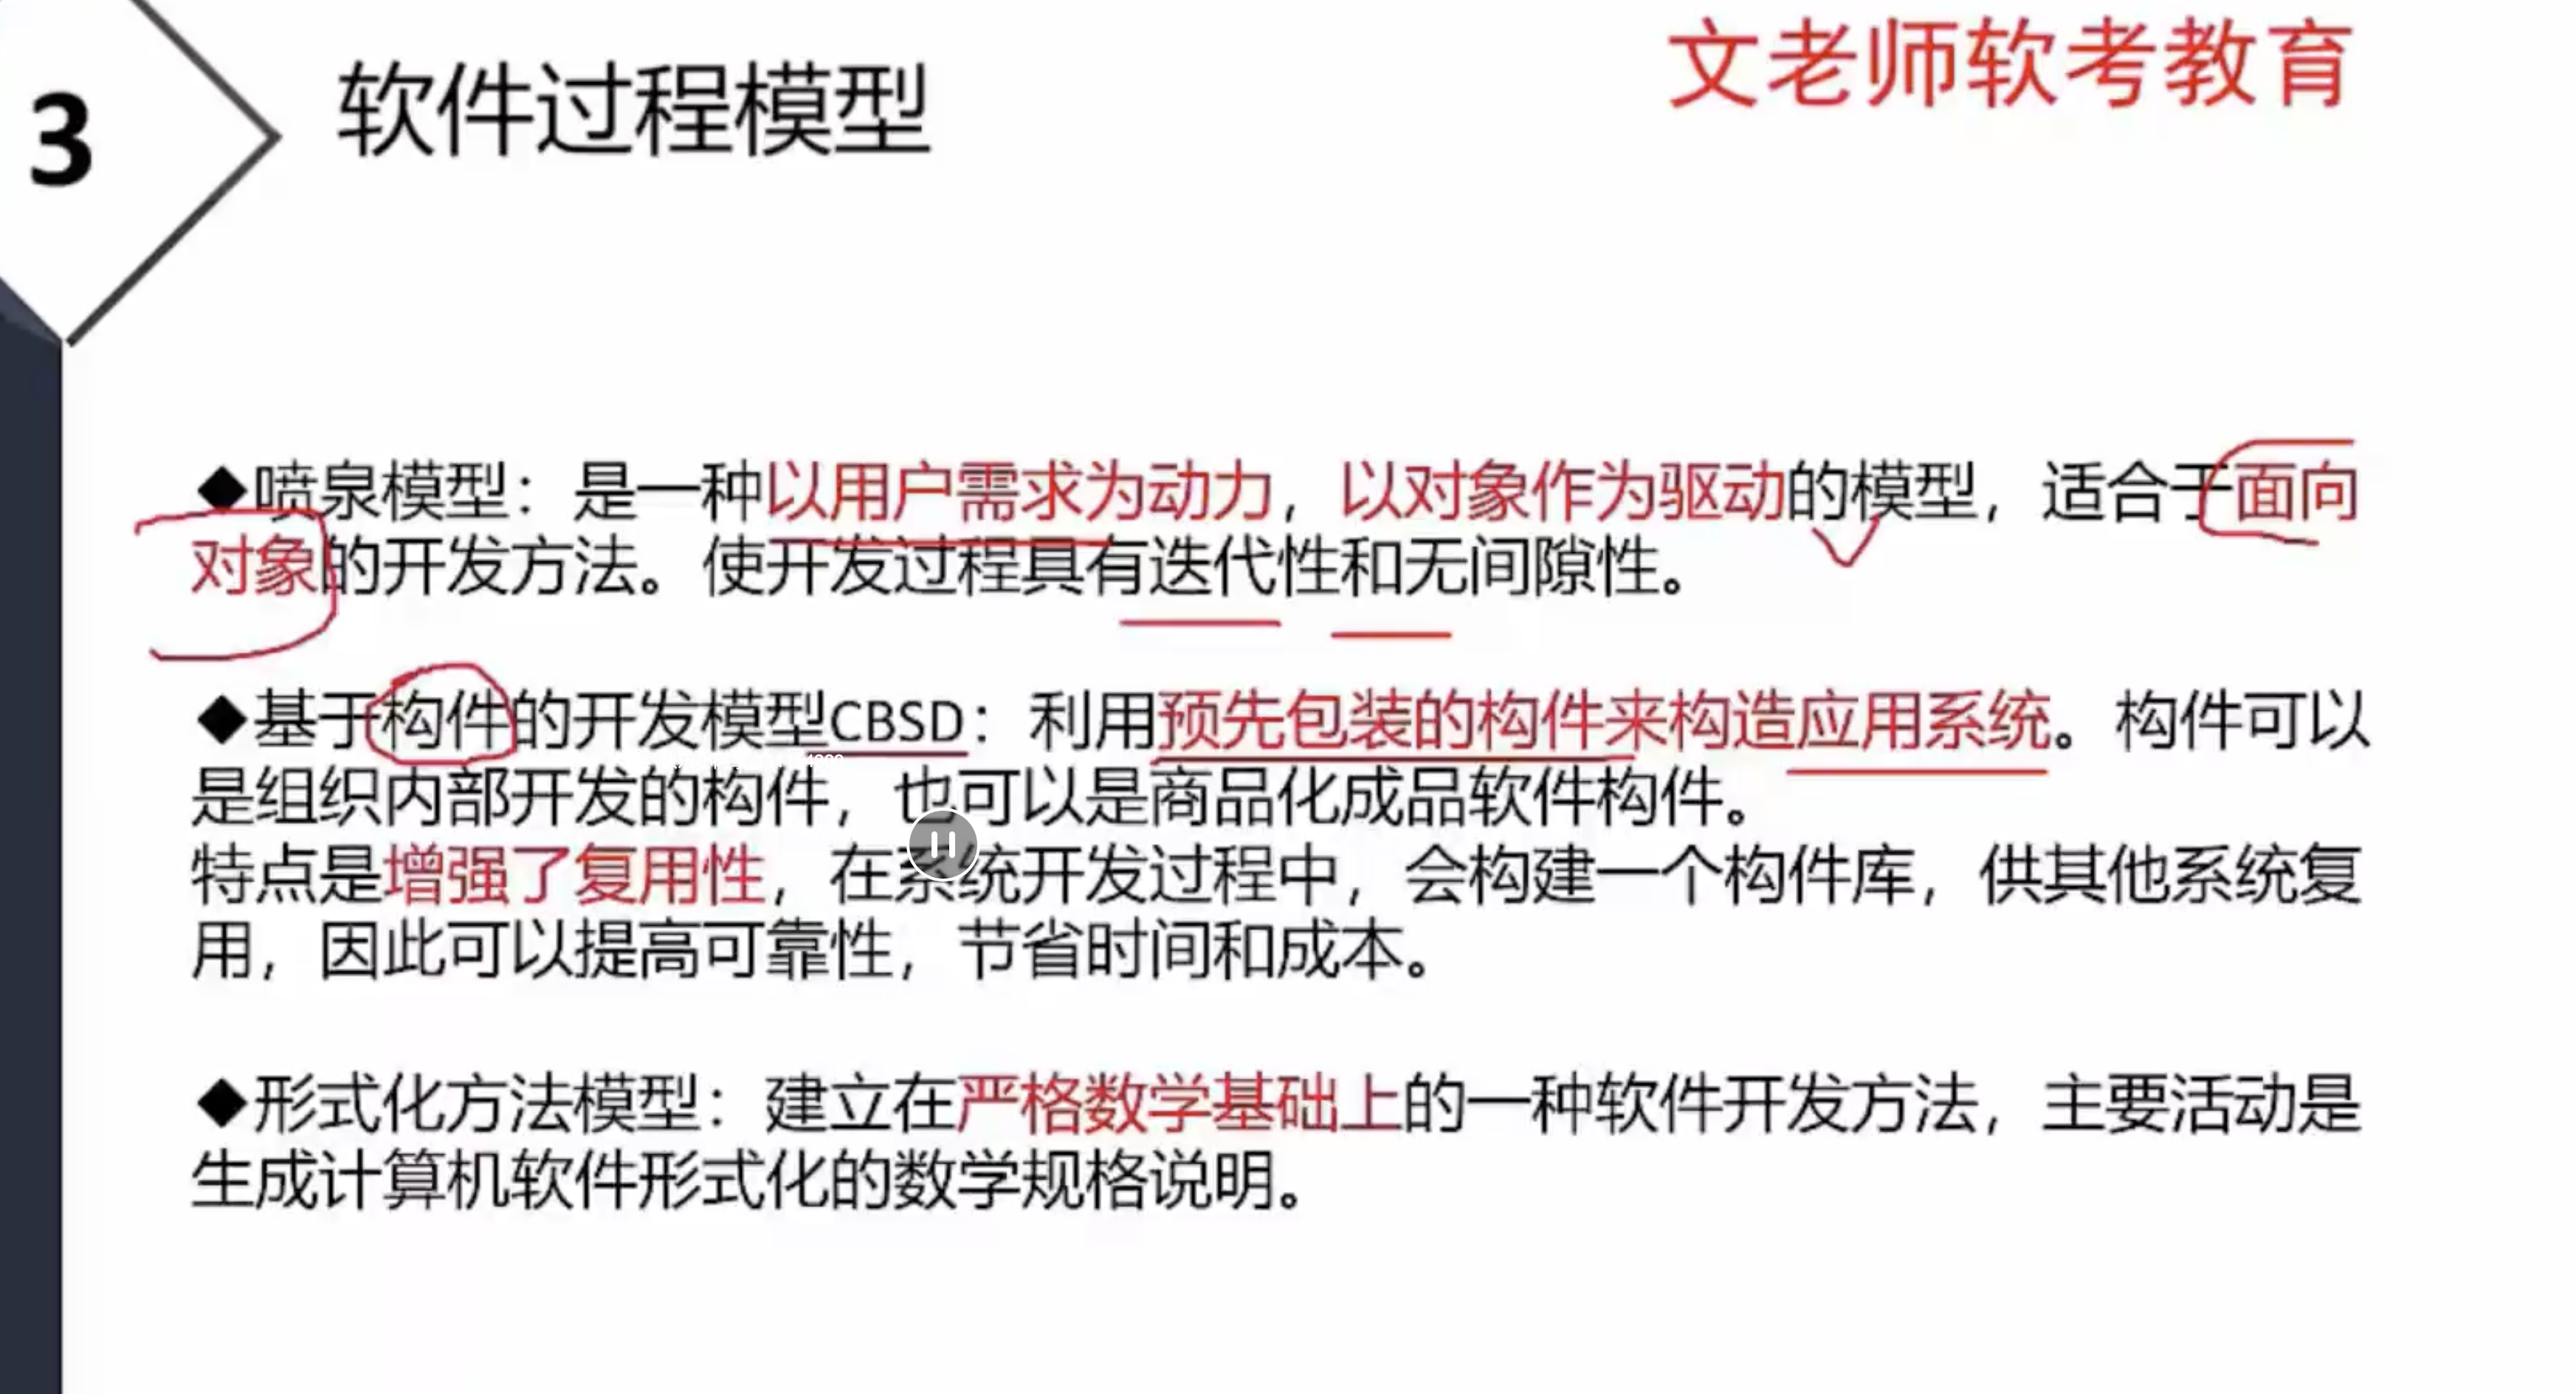 3
软件过程模型
文老师软考教育
◆喷泉模型：是一种以用户需求为动力，以对象作为驱动的模型，适合于面向
对象的开发方法。使开发过程具有迭代性和无间隙性。
◆基于构件的开发模型CBSD：利用预先包装的构件来构造应用系统。构件可以
是组织内部开发的构件，也可以是商品化成品软件构件。
特点是增强了复用性，在系统开发过程中，会构建一个构件库，供其他系统复
用，因此可以提高可靠性，节省时间和成本。
◆形式化方法模型：建立在严格数学基础上的一种软件开发方法，主要活动是
生成计算机软件形式化的数学规格说明。